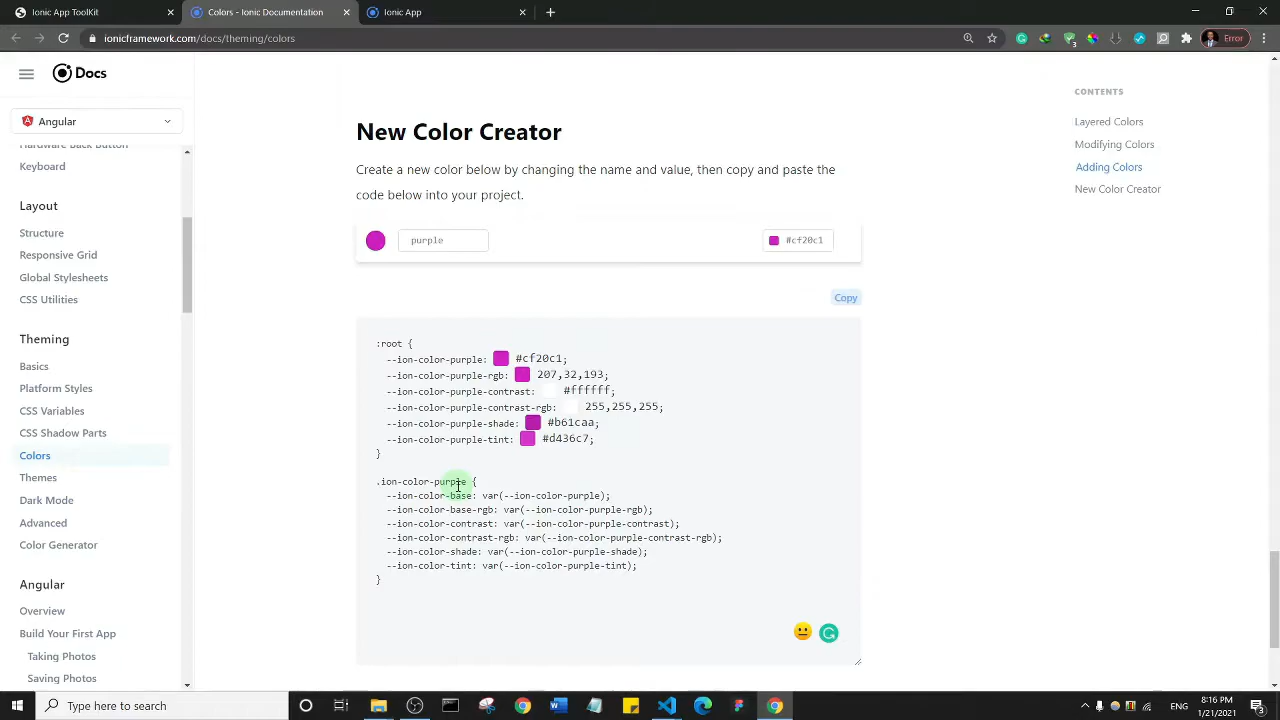 Ionic App ToolKit
Colors - Ionic Documentation
Ionic App
ionicframework.com/docs/theming/colors
Error
Docs
Angular
Hardware Back Button
Keyboard
Layout
Structure
Responsive Grid
Global Stylesheets
CSS Utilities
Theming
Basics
Platform Styles
CSS Variables
CSS Shadow Parts
Colors
Themes
Dark Mode
Advanced
Color Generator
Angular
Overview
Build Your First App
Taking Photos
Saving Photos
New Color Creator
Create a new color below by changing the name and value, then copy and paste the
code below into your project.
purple
#cf20c1
Copy
:root {
--ion-color-purple: #cf20c1;
--ion-color-purple-rgb: 207,32,193;
--ion-color-purple-contrast: #ffffff;
--ion-color-purple-contrast-rgb: 255,255,255;
--ion-color-purple-shade: #b61caa;
--ion-color-purple-tint: #d436c7;
}
.ion-color-purple {
--ion-color-base: var(--ion-color-purple);
--ion-color-base-rgb: var(--ion-color-purple-rgb);
--ion-color-contrast: var(--ion-color-purple-contrast);
--ion-color-contrast-rgb: var(--ion-color-purple-contrast-rgb);
--ion-color-shade: var(--ion-color-purple-shade);
--ion-color-tint: var(--ion-color-purple-tint);
}
CONTENTS
Layered Colors
Modifying Colors
Adding Colors
New Color Creator
Type here to search
ENG
8:16 PM
1/21/2021